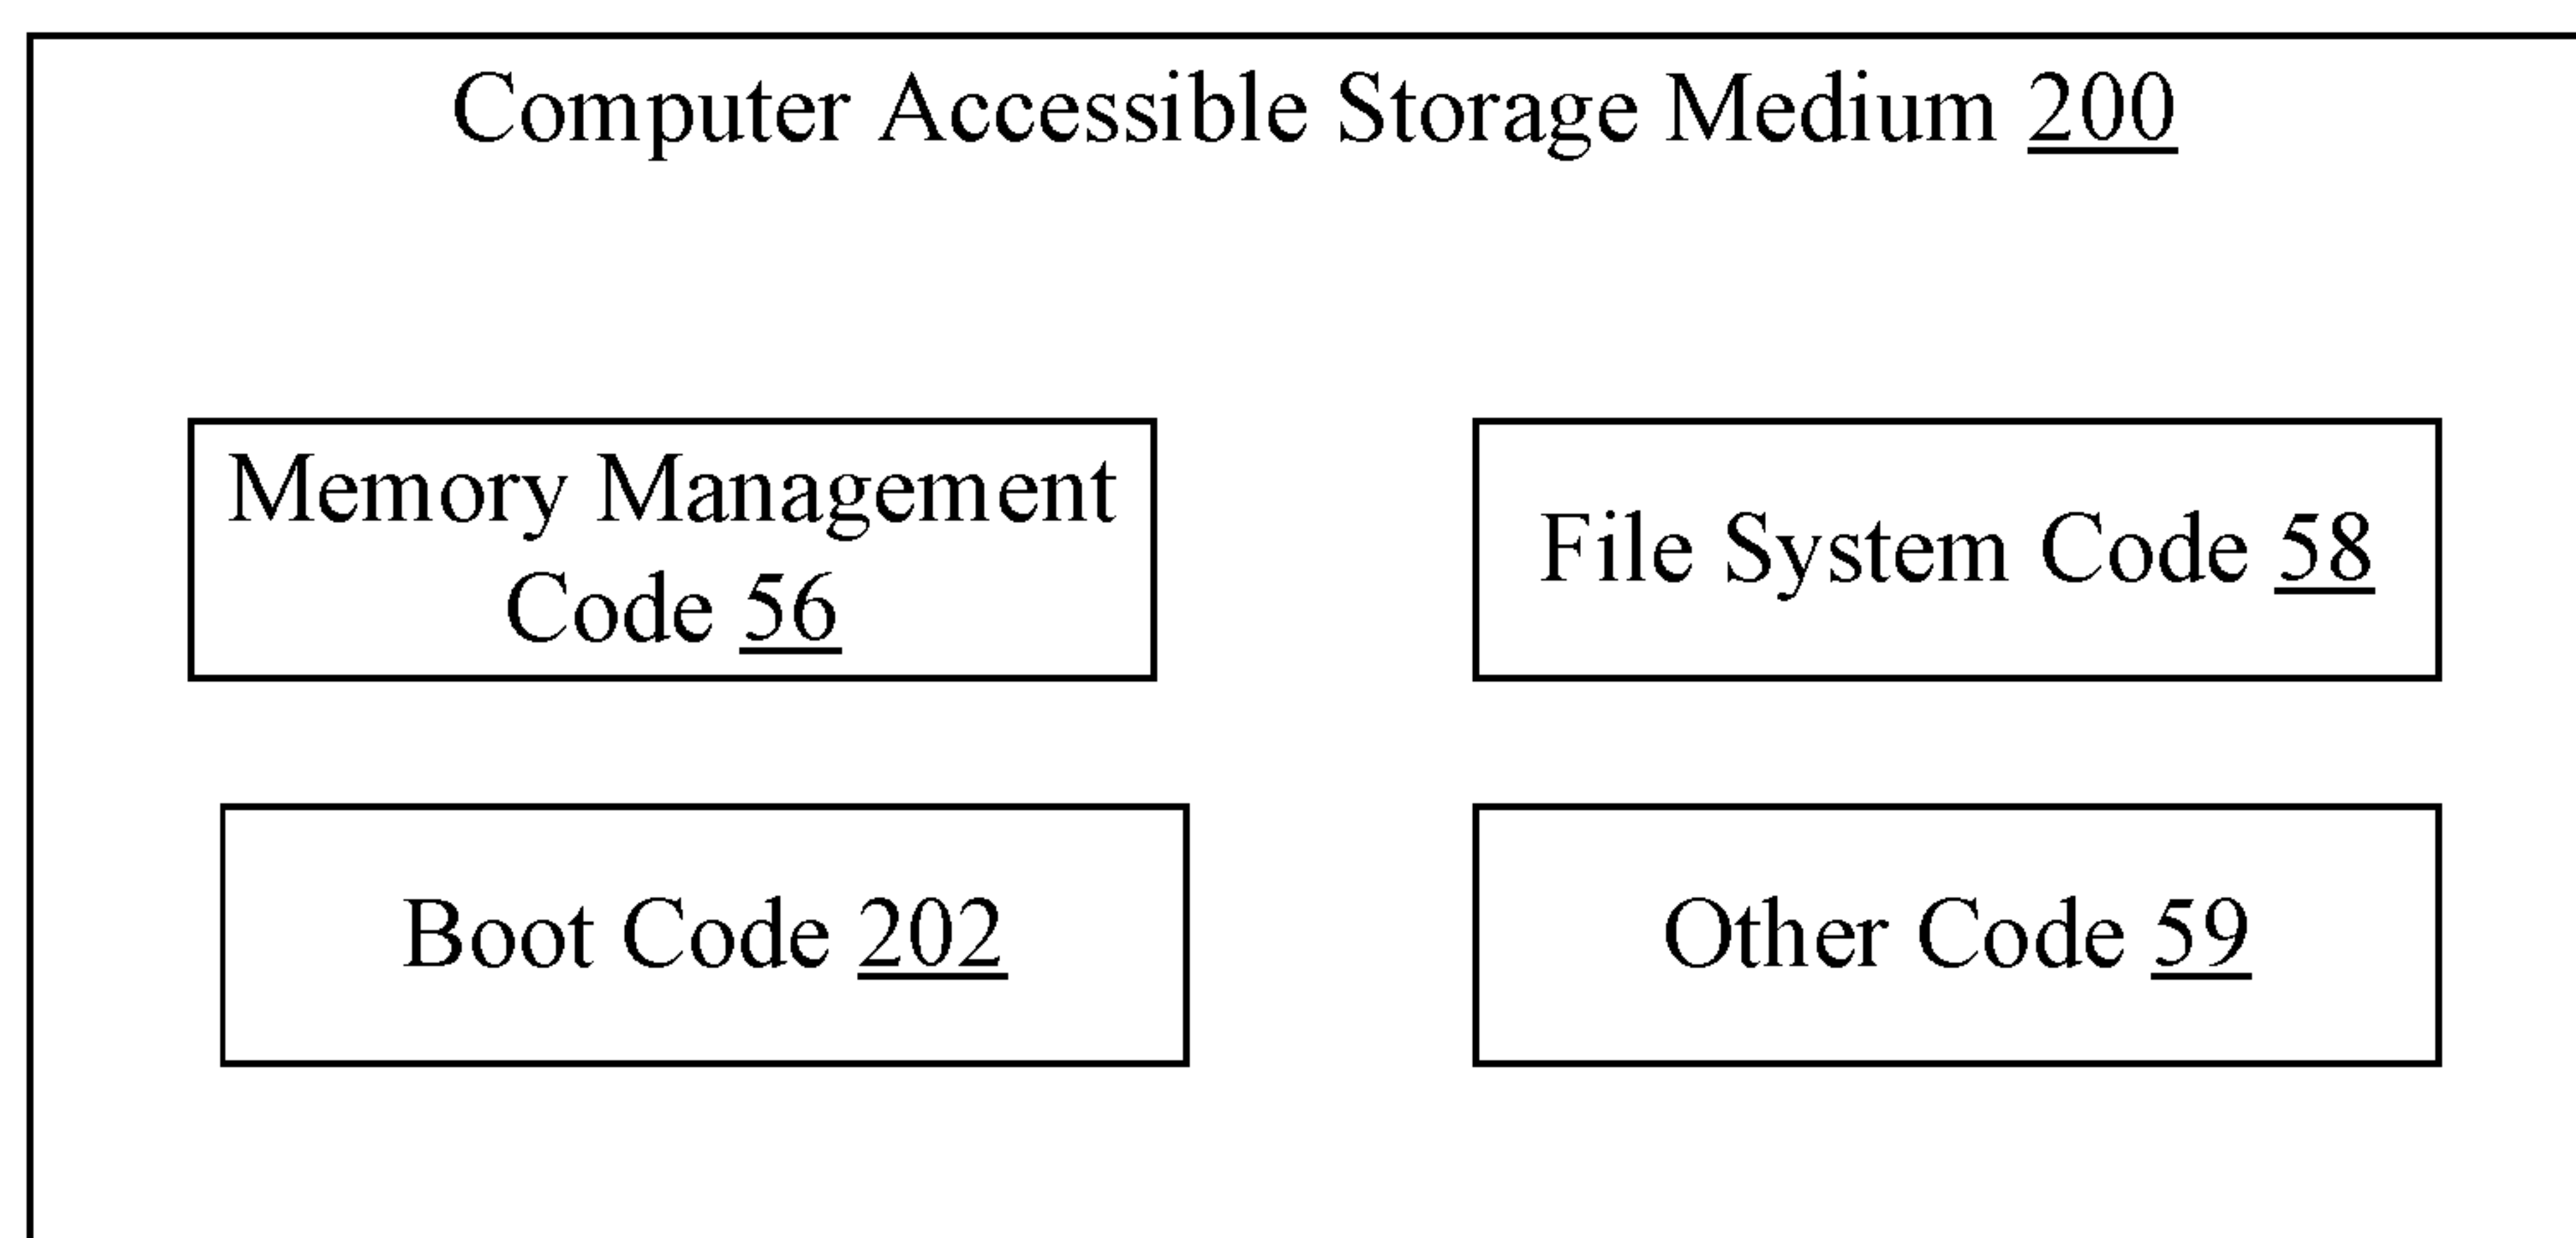 Computer Accessible Storage Medium 200
Memory Management
Code 56
File System Code 58
Boot Code 202
Other Code 59